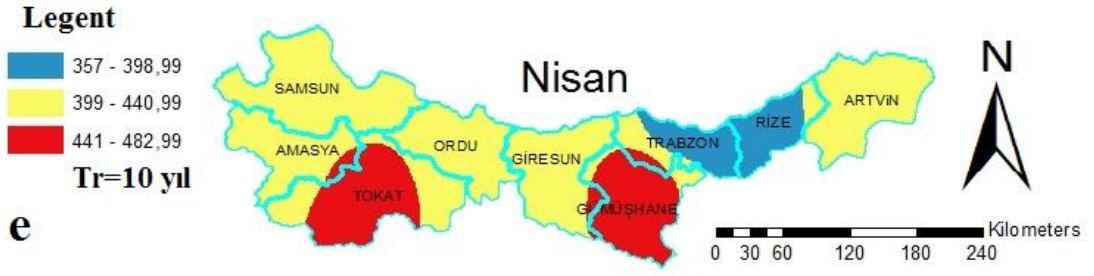 Legent
357 - 398,99
399 - 440,99
441 - 482,99
Tr=10 yıl
e
Nisan
N
SAMSUN
AMASYA
TOKAT
ORDU
GİRESUN
GÜMÜŞHANE
TRABZON
RİZE
ARTVİN
Kilometers
0 30 60 120 180 240